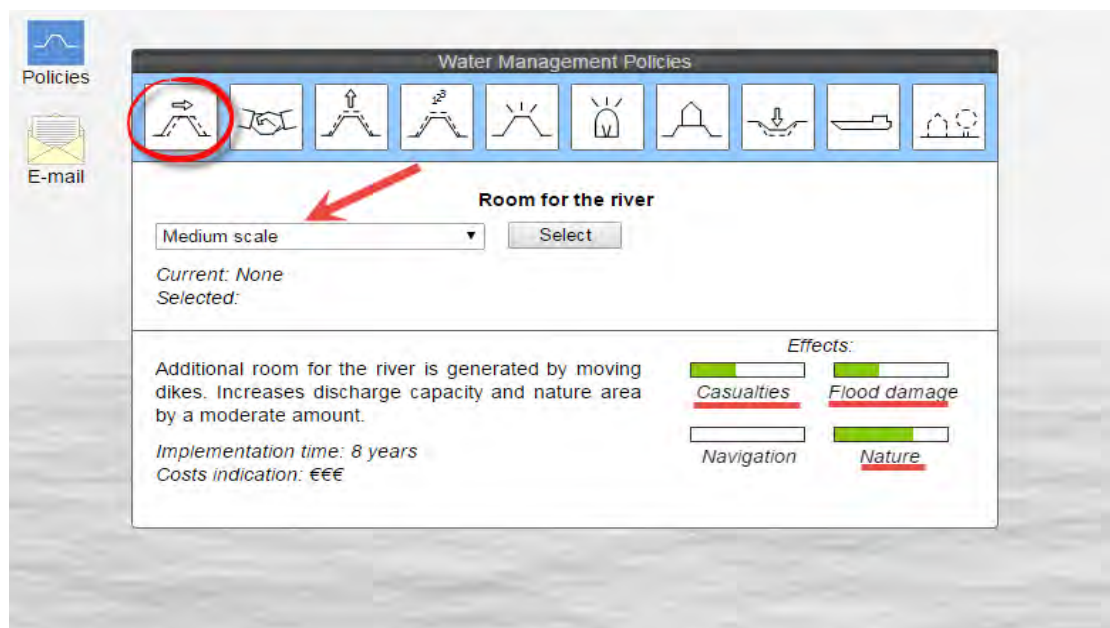 Policies
E-mail
Water Management Policies
123
Room for the river
Medium scale
Select
Current: None
Selected:
Additional room for the river is generated by moving
dikes. Increases discharge capacity and nature area
by a moderate amount.
Implementation time: 8 years
Costs indication: €€€
Effects:
Casualties
Flood damage
Navigation
Nature